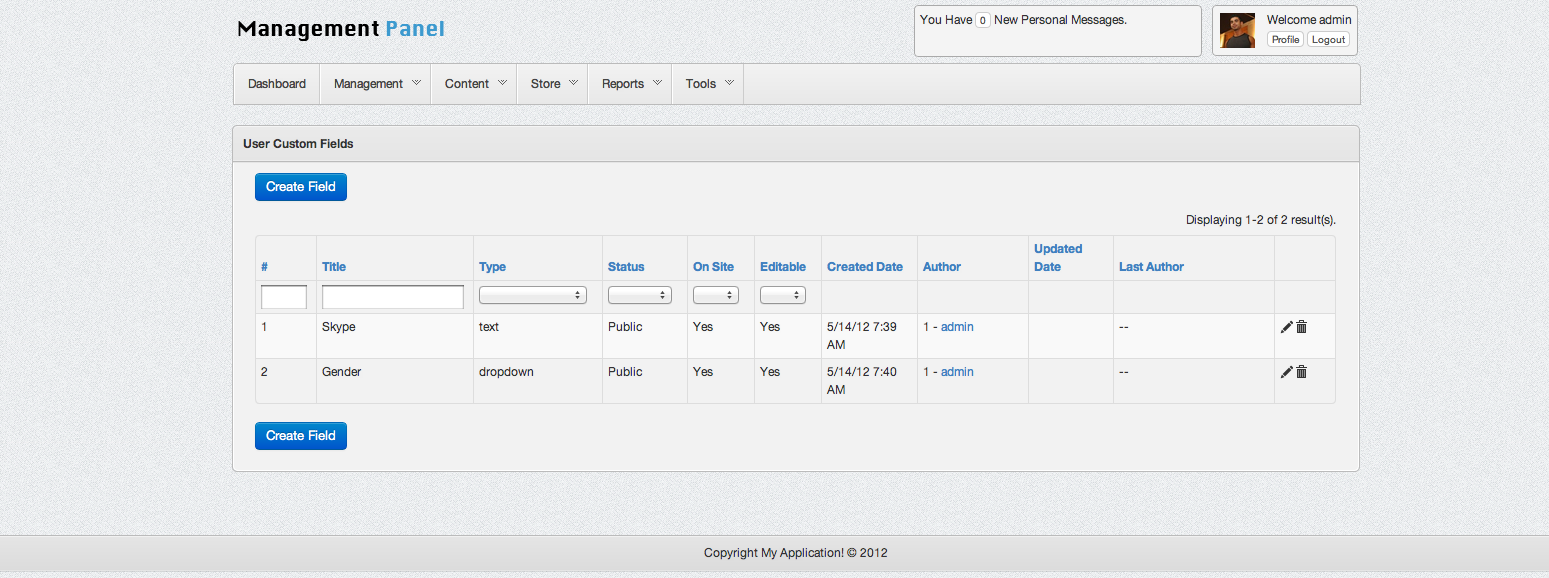 Management Panel
You Have 0 New Personal Messages.
Welcome admin
Profile Logout
Dashboard Management Content Store Reports Tools
User Custom Fields
Create Field
Displaying 1-2 of 2 result(s).
# Title Type Status On Site Editable Created Date Author Updated Date Last Author
1 Skype text Public Yes Yes 5/14/12 7:39 AM 1 - admin --
2 Gender dropdown Public Yes Yes 5/14/12 7:40 AM 1 - admin --
Create Field
Copyright My Application! © 2012